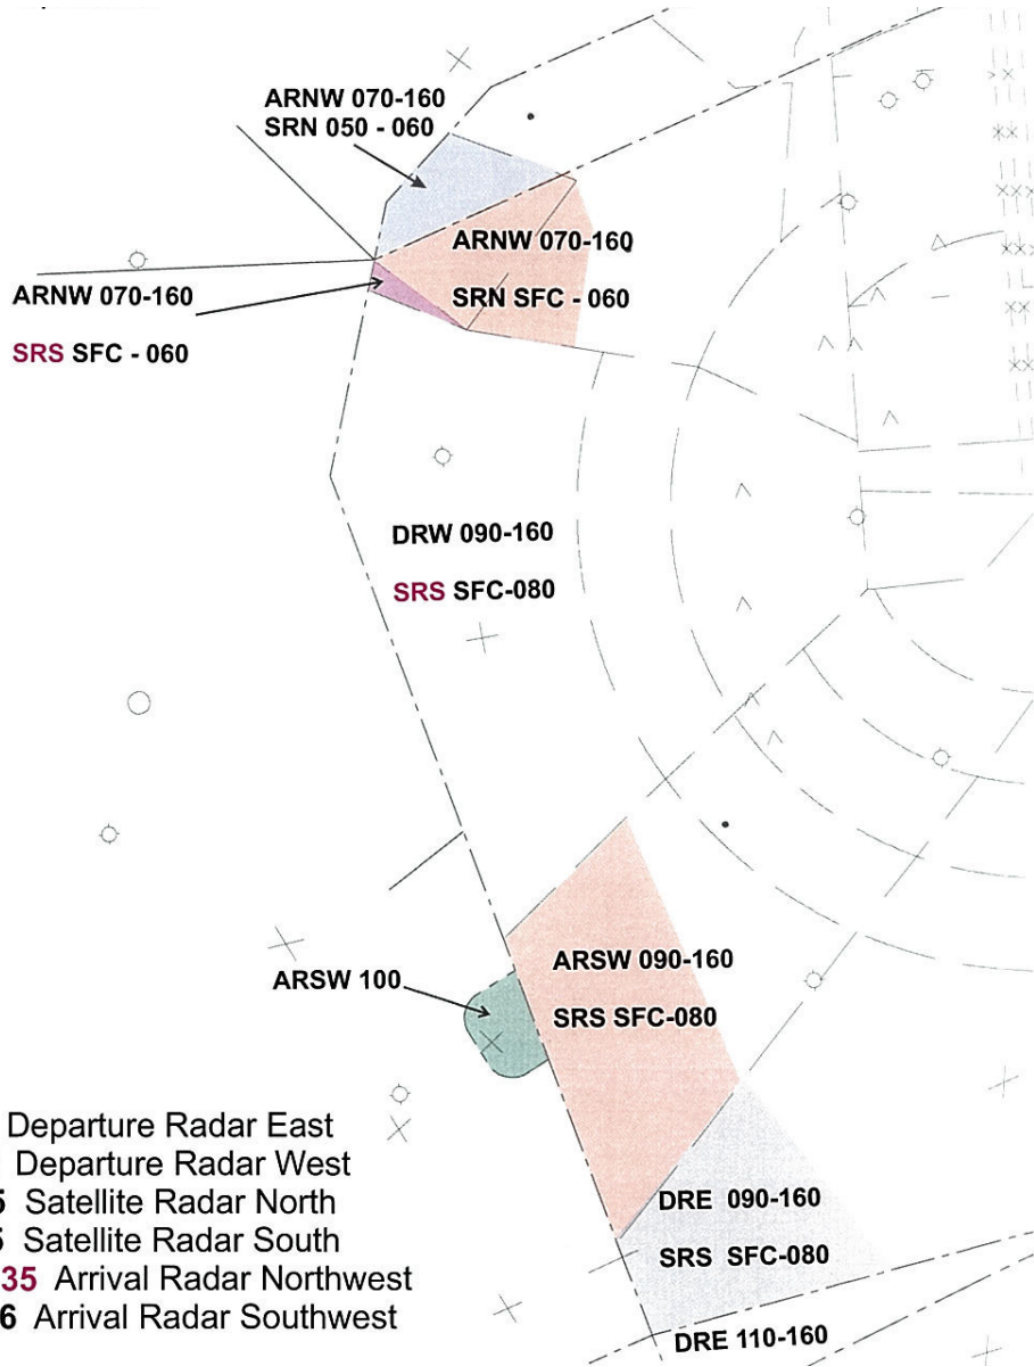 ARNW 070-160
SRN 050 - 060
ARNW 070-160
SRN SFC - 060
ARNW 070-160
SRS SFC - 060
DRW 090-160
SRS SFC-080
ARSW 090-160
SRS SFC-080
ARSW 100
Departure Radar East
Departure Radar West
5 Satellite Radar North
5 Satellite Radar South
35 Arrival Radar Northwest
6 Arrival Radar Southwest
DRE 090-160
SRS SFC-080
DRE 110-160